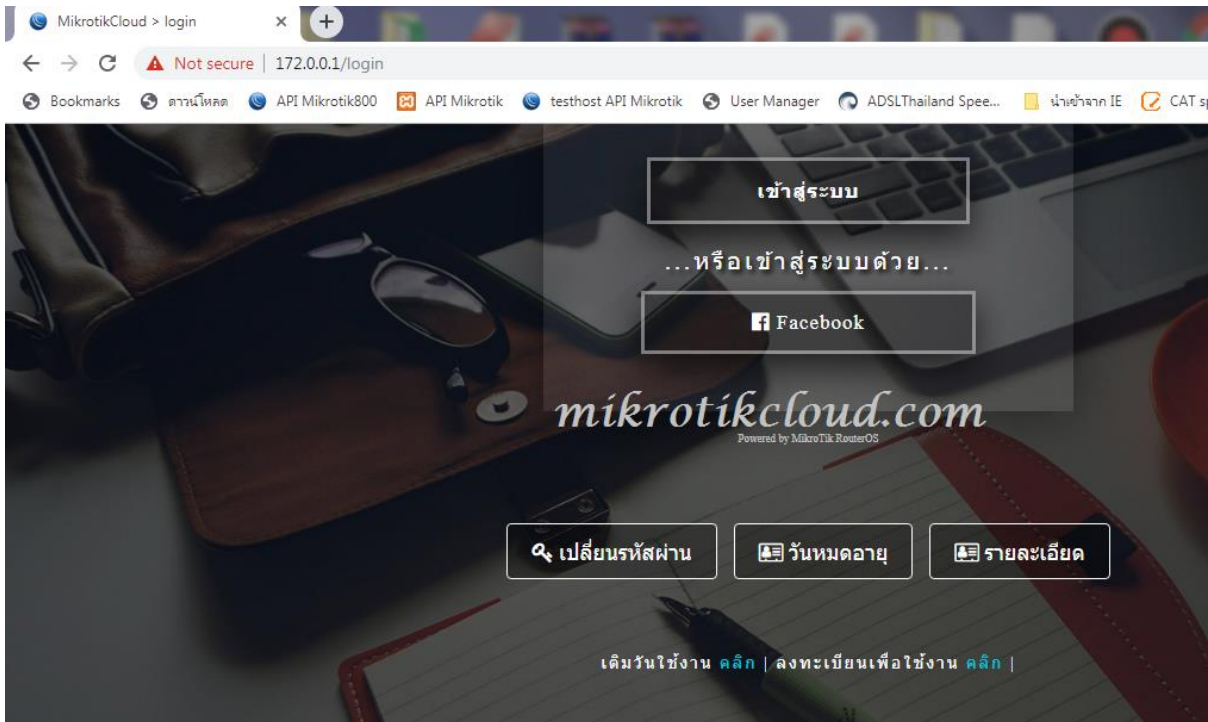 MikrotikCloud > login
Not secure | 172.0.0.1/login
Bookmarks ดาวน์โหลด API Mikrotik800 API Mikrotik testhost API Mikrotik User Manager ADSLThailand Spee... นำเข้าจาก IE CAT sp
เข้าสู่ระบบ
...หรือเข้าสู่ระบบด้วย...
Facebook
mikrotikcloud.com
Powered by MikroTik RouterOS
เปลี่ยนรหัสผ่าน วันหมดอายุ รายละเอียด
เติมวันใช้งาน คลิก | ลงทะเบียนเพื่อใช้งาน คลิก |